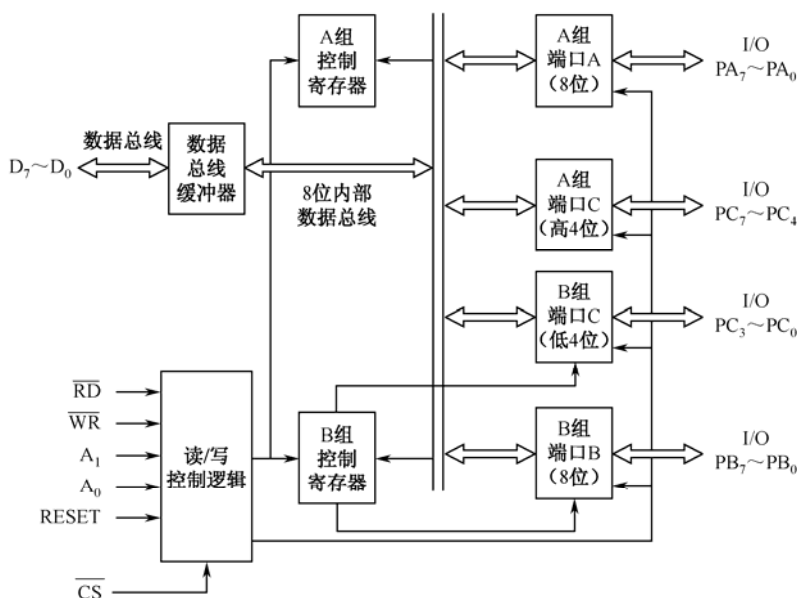 A组
控制
寄存器
A组
端口A
(8位)
I/O
PA₇～PA₀
D₇～D₀
数据总线
数据
总线
缓冲器
8位内部
数据总线
A组
端口C
(高4位)
I/O
PC₇～PC₄
B组
端口C
(低4位)
I/O
PC₃～PC₀
R̅D̅
W̅R̅
A₁
A₀
RESET
C̅S̅
读/写
控制逻辑
B组
控制
寄存器
B组
端口B
(8位)
I/O
PB₇～PB₀